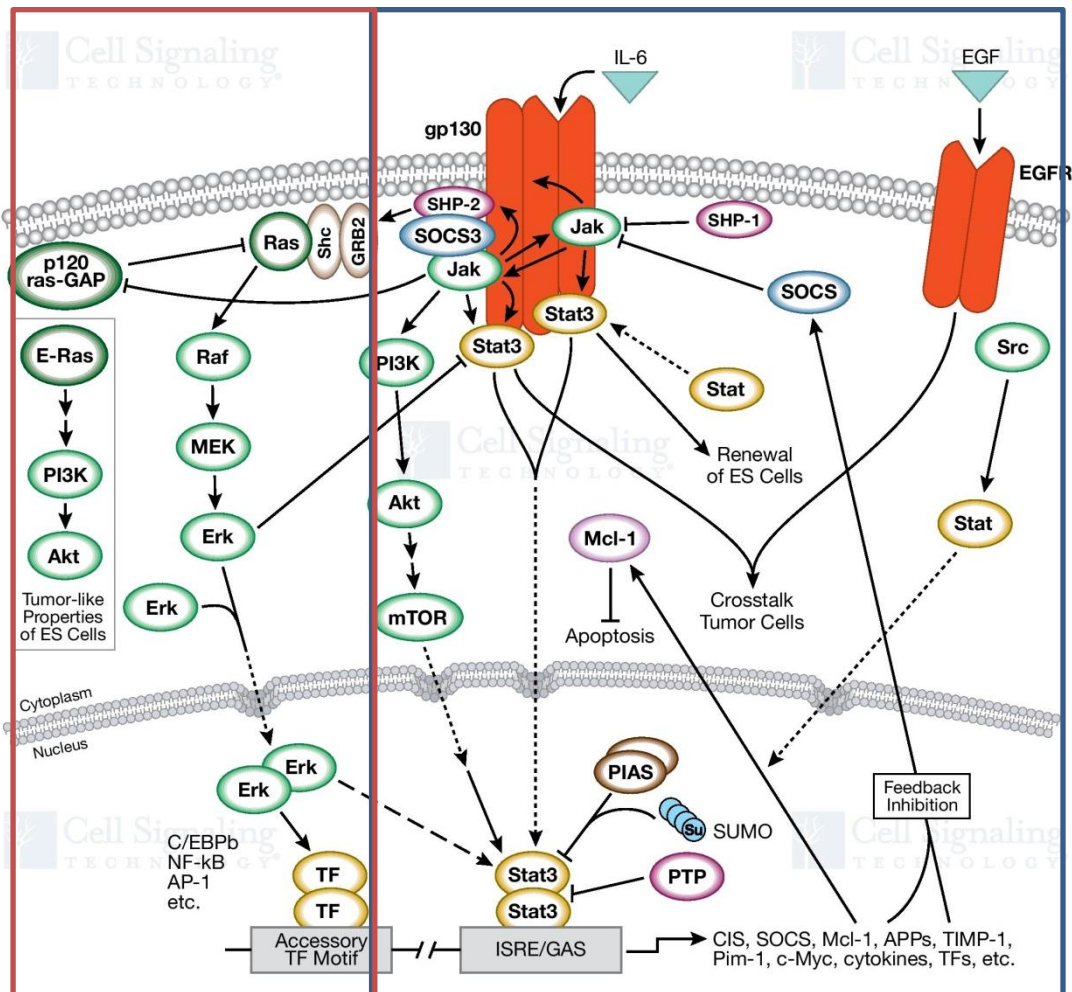 Cell Signaling
TECHNOLOGY®
Cell Signaling
TECHNOLOGY®
IL-6
EGF
gp130
EGFR
SHP-2
SHP-1
Ras
Shc
GRB2
SOCS3
Jak
Jak
p120
ras-GAP
SOCS
Stat3
Stat3
E-Ras
Raf
PI3K
Src
Stat
Cell Signaling
TECHNOLOGY®
MEK
Renewal
of ES Cells
PI3K
Akt
Erk
Mcl-1
Stat
Akt
Tumor-like
Properties
of ES Cells
Erk
mTOR
Apoptosis
Crosstalk
Tumor Cells
Cytoplasm
Nucleus
Erk
Erk
PIAS
Feedback
Inhibition
Su
SUMO
Cell Signaling
TECHNOLOGY®
Cell Signaling
TECHNOLOGY®
C/EBPb
NF-kB
AP-1
etc.
TF
TF
Stat3
Stat3
PTP
Accessory
TF Motif
ISRE/GAS
CIS, SOCS, Mcl-1, APPs, TIMP-1,
Pim-1, c-Myc, cytokines, TFs, etc.